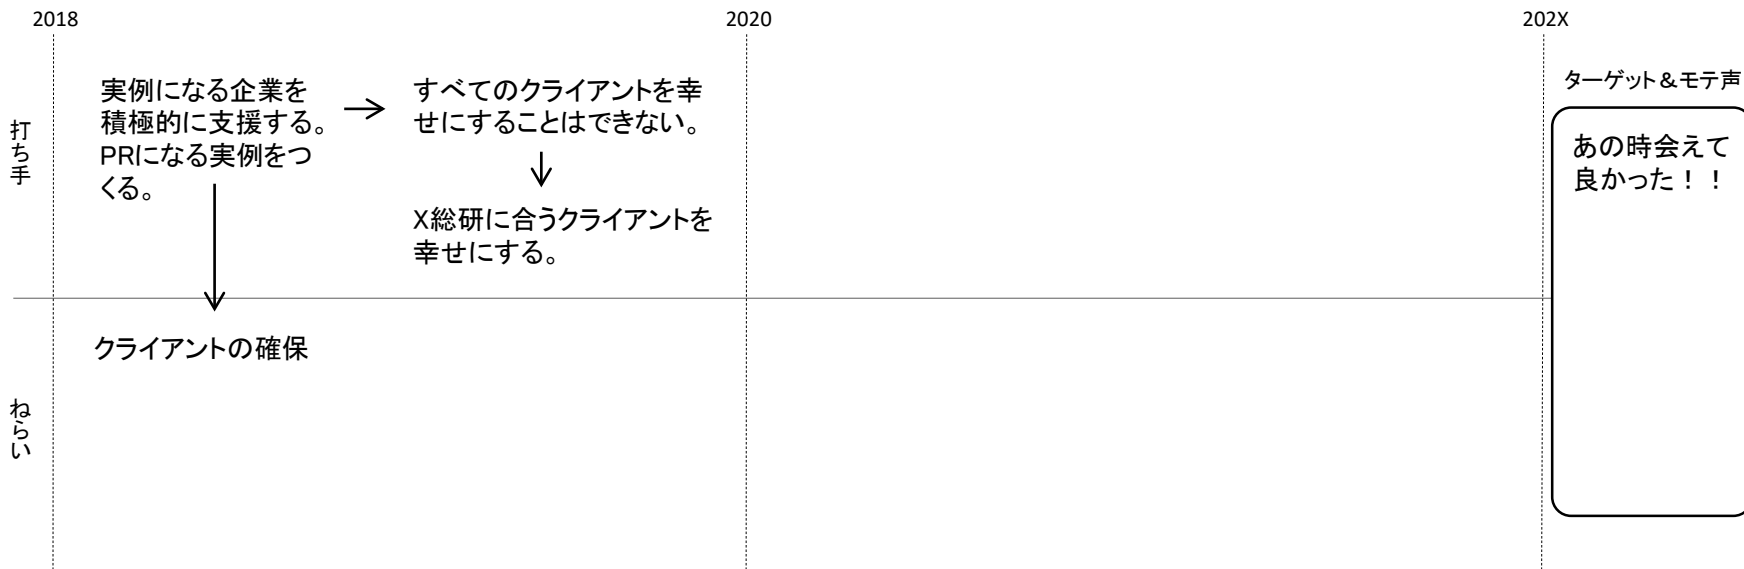 2018
2020
202X
打ち手
実例になる企業を
積極的に支援する。
PRになる実例をつ
くる。
すべてのクライアントを幸
せにすることはできない。
X総研に合うクライアントを
幸せにする。
ターゲット＆モテ声
あの時会えて
良かった！！
ねらい
クライアントの確保